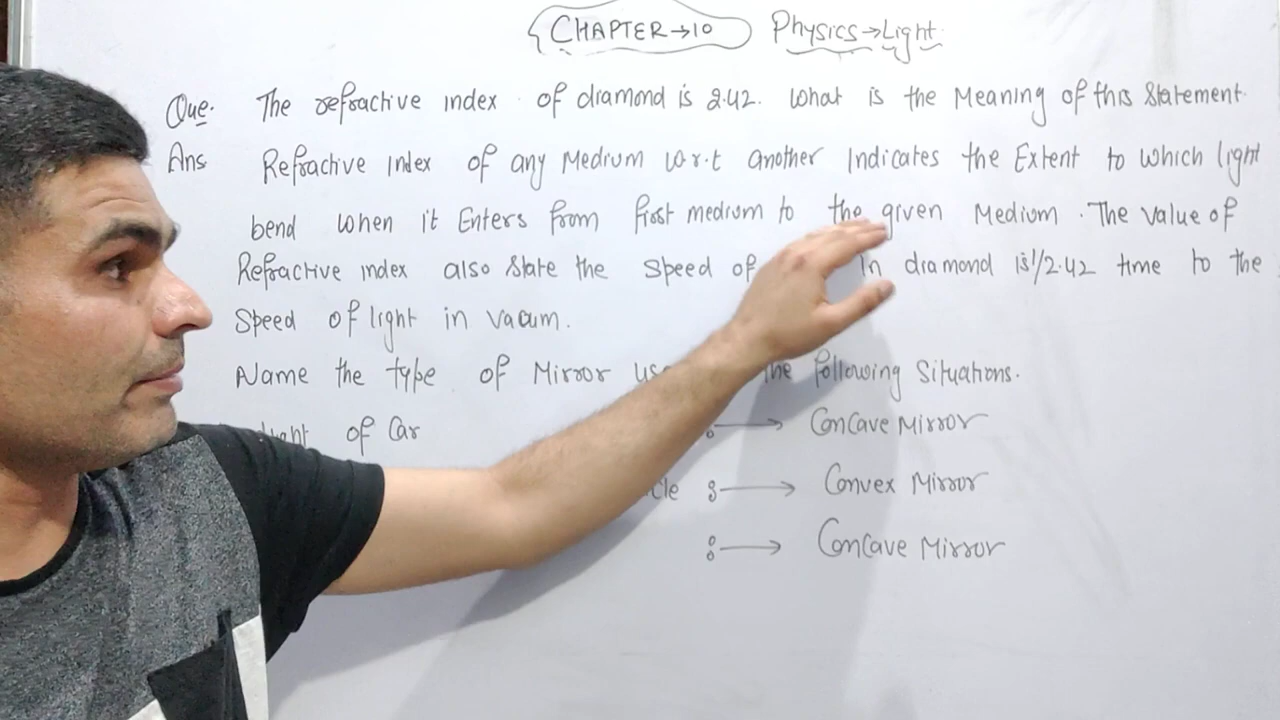 CHAPTER→10 Physics→Light
Que. The refractive index of diamond is 2.42. What is the Meaning of this Statement.
Ans Refractive Index of any Medium w.r.t another Indicates the Extent to which light
bend when it Enters from first medium to the given Medium. The value of
Refractive index also state the speed of in diamond is 1/2.42 time to the
Speed of light in vacum.
Name the type of Mirror the following Situations.
of Car : → Concave Mirror
: → Convex Mirror
: → Concave Mirror